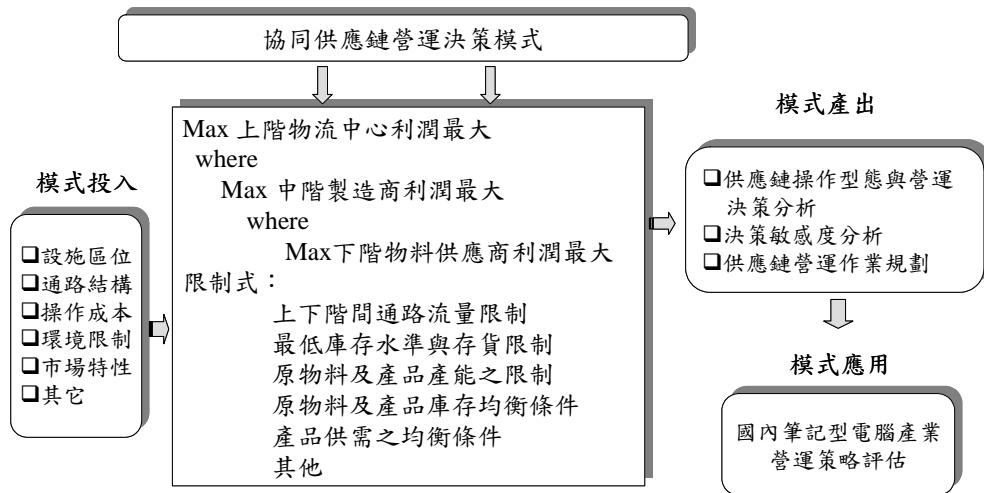 協同供應鏈營運決策模式
模式投入
❑設施區位
❑通路結構
❑操作成本
❑環境限制
❑市場特性
❑其它
Max 上階物流中心利潤最大
where
Max 中階製造商利潤最大
where
Max下階物料供應商利潤最大
限制式：
上下階間通路流量限制
最低庫存水準與存貨限制
原物料及產品產能之限制
原物料及產品庫存均衡條件
產品供需之均衡條件
其他
模式產出
❑供應鏈操作型態與營運
決策分析
❑決策敏感度分析
❑供應鏈營運作業規劃
模式應用
國內筆記型電腦產業
營運策略評估